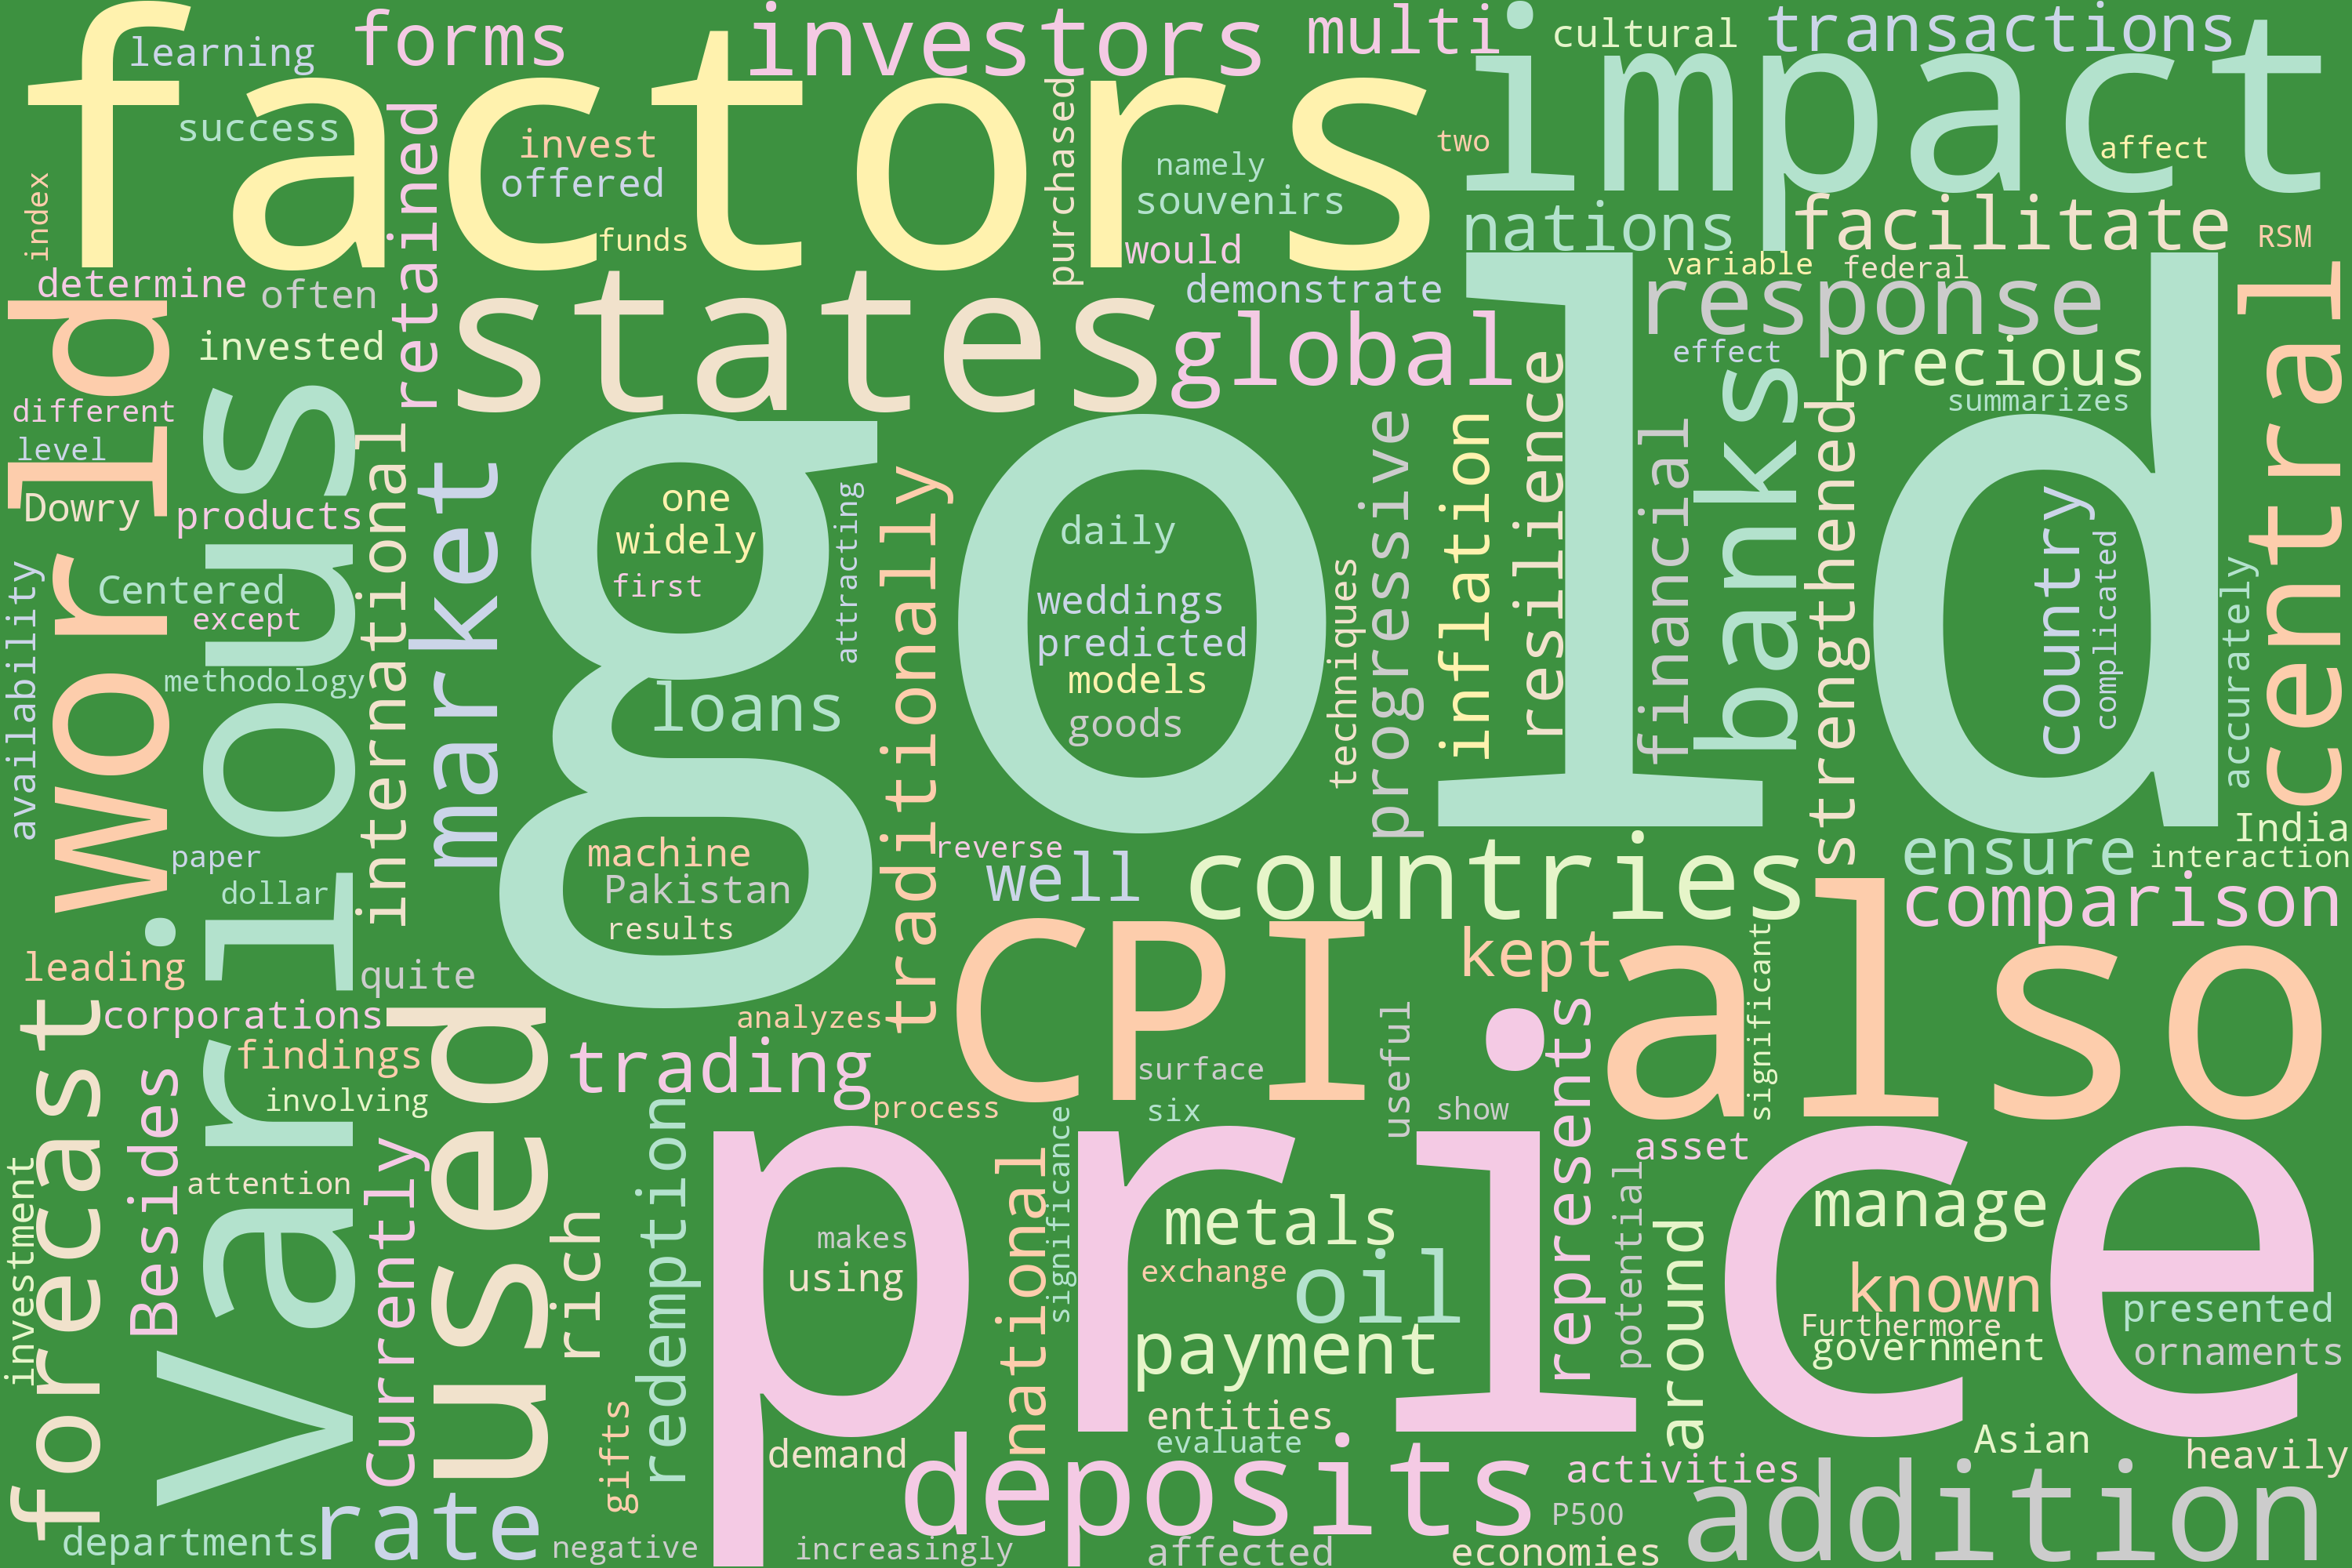 learning
forms
investors
multi
cultural
transactions
factors
impact
success
invest
offered
retained
purchased
namely
souvenirs
two
affect
index
funds
would
nations
facilitate
RSM
determine
often
states
demonstrate
variable
federal
response
world
invested
global
effect
precious
central
different
level
summarizes
Dowry
products
various
international
market
gold
one
widely
first
attracting
traditionally
daily
weddings
predicted
models
goods
techniques
progressive
inflation
resilience
financial
banks
strengthened
country
complicated
accurately
availability
Centered
except
methodology
loans
paper
dollar
machine
Pakistan
results
reverse
well
countries
ensure
India
interaction
comparison
leading
quite
corporations
findings
involving
used
analyzes
trading
CPI
kept
also
significant
surface
useful
represents
process
six
show
forecast
Besides
attention
Currently
investment
rich
redemption
price
makes
using
national
significance
metals
exchange
oil
payment
asset
potential
around
manage
known
Furthermore
government
presented
ornaments
gifts
entities
evaluate
demand
deposits
activities
Asian
heavily
departments
rate
negative
increasingly
affected
P500
economies
addition